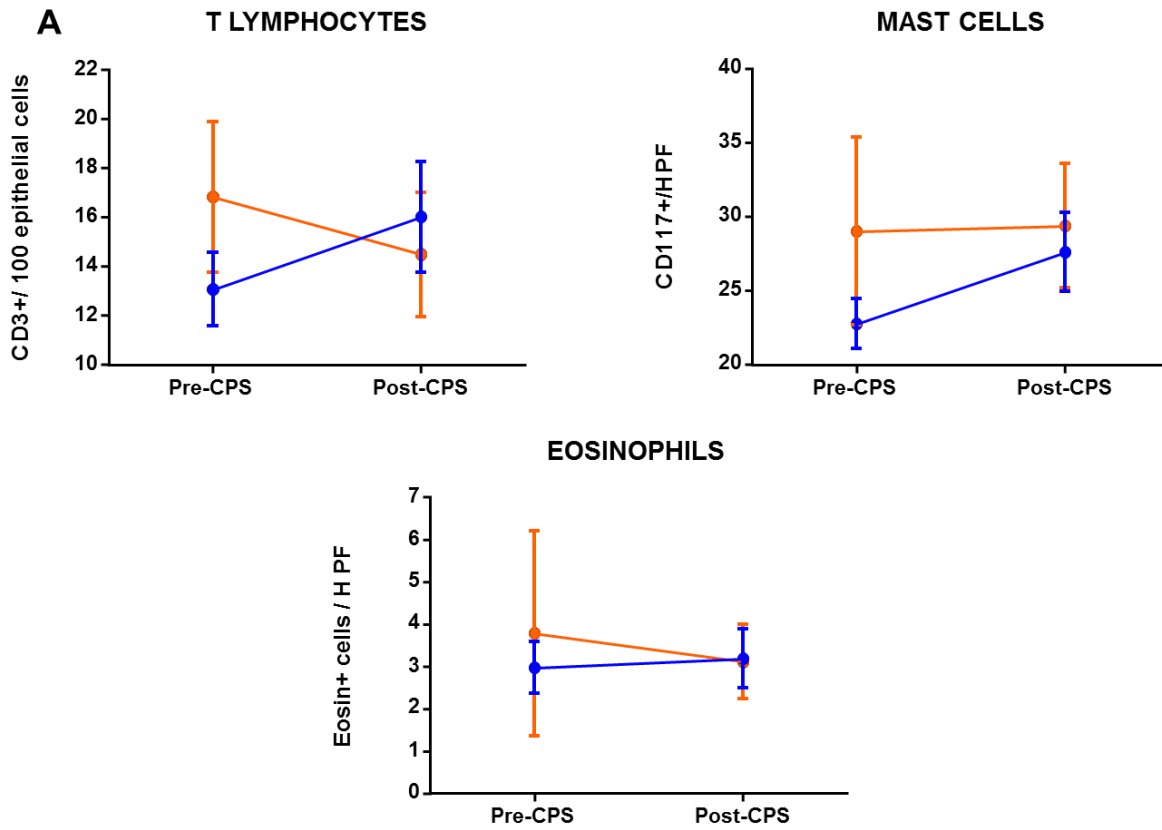 A
T LYMPHOCYTES
CD3+/ 100 epithelial cells
22
20
18
16
14
12
10
Pre-CPS Post-CPS
MAST CELLS
CD117+/HPF
40
35
30
25
20
Pre-CPS Post-CPS
EOSINOPHILS
Eosin+ cells / H PF
7
6
5
4
3
2
1
0
Pre-CPS Post-CPS